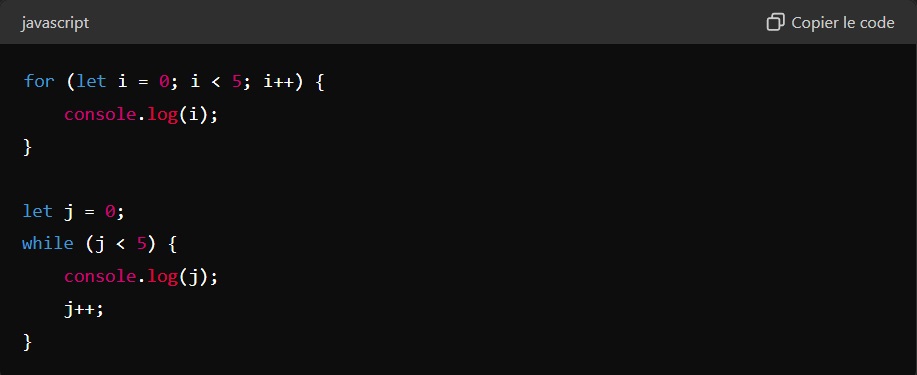 javascript
Copier le code
for (let i = 0; i < 5; i++) {
    console.log(i);
}

let j = 0;
while (j < 5) {
    console.log(j);
    j++;
}